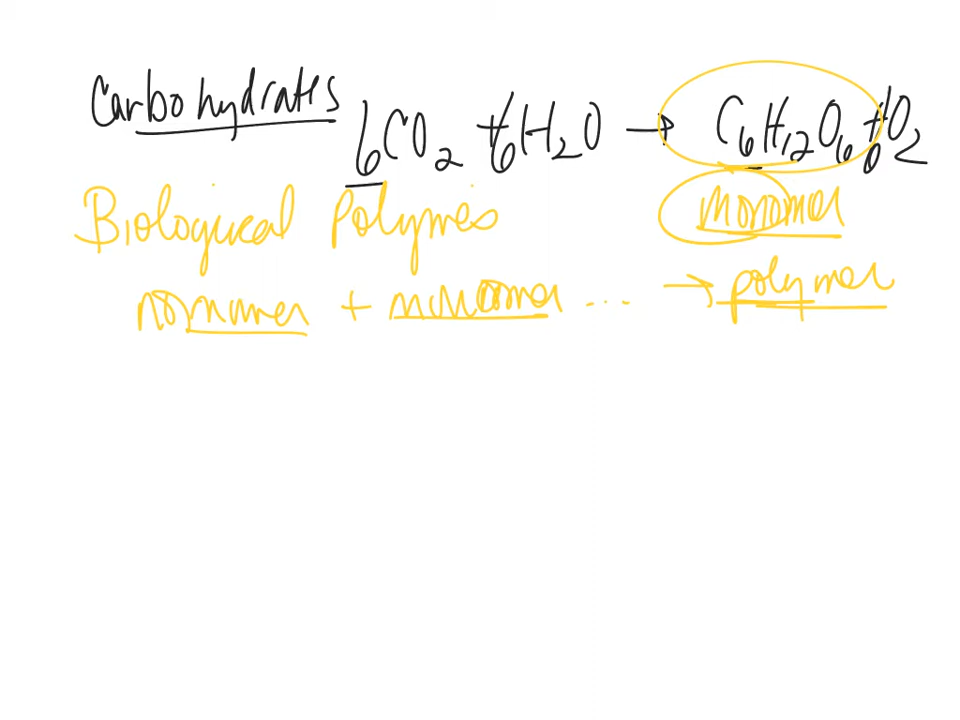 Carbohydrates 6CO2 + 6H2O → C6H12O6 + 6O2
Biological Polymers monomer
monomer + monomer ... → polymer